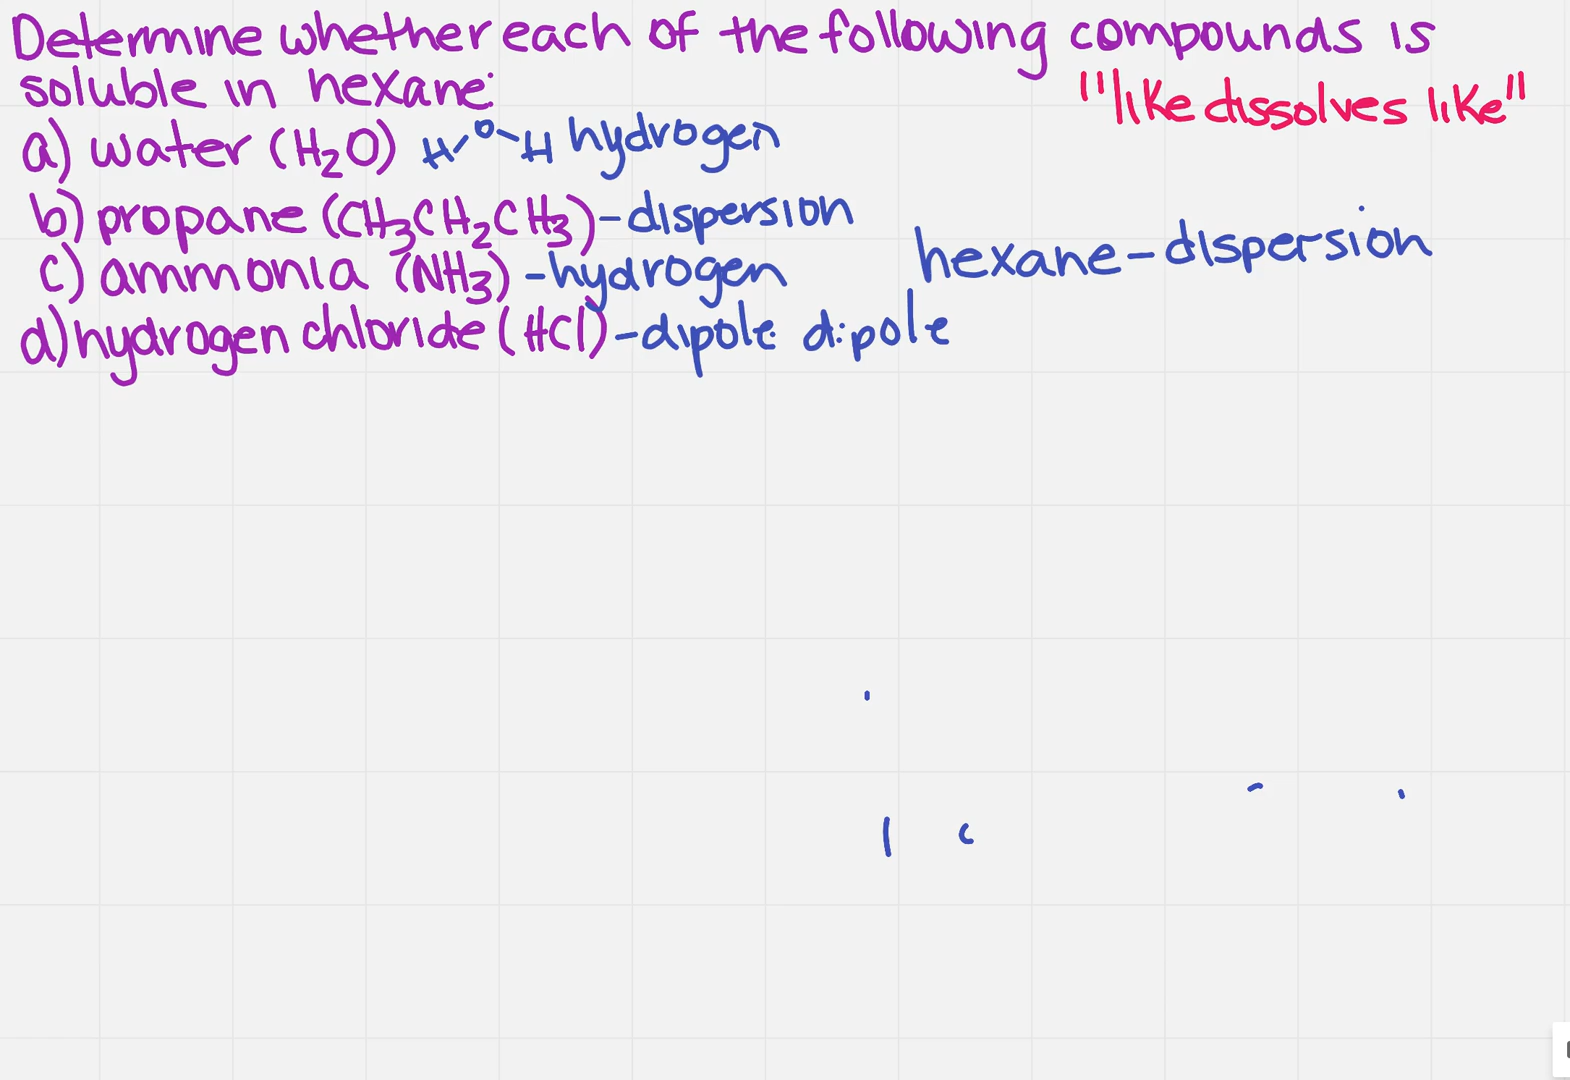 Determine whether each of the following compounds is
soluble in hexane:
"like dissolves like"
a) water (H₂O) H O H hydrogen
b) propane (CH₃CH₂CH₃) - dispersion
hexane - dispersion
c) ammonia (NH₃) - hydrogen
d) hydrogen chloride (HCl) - dipole dipole